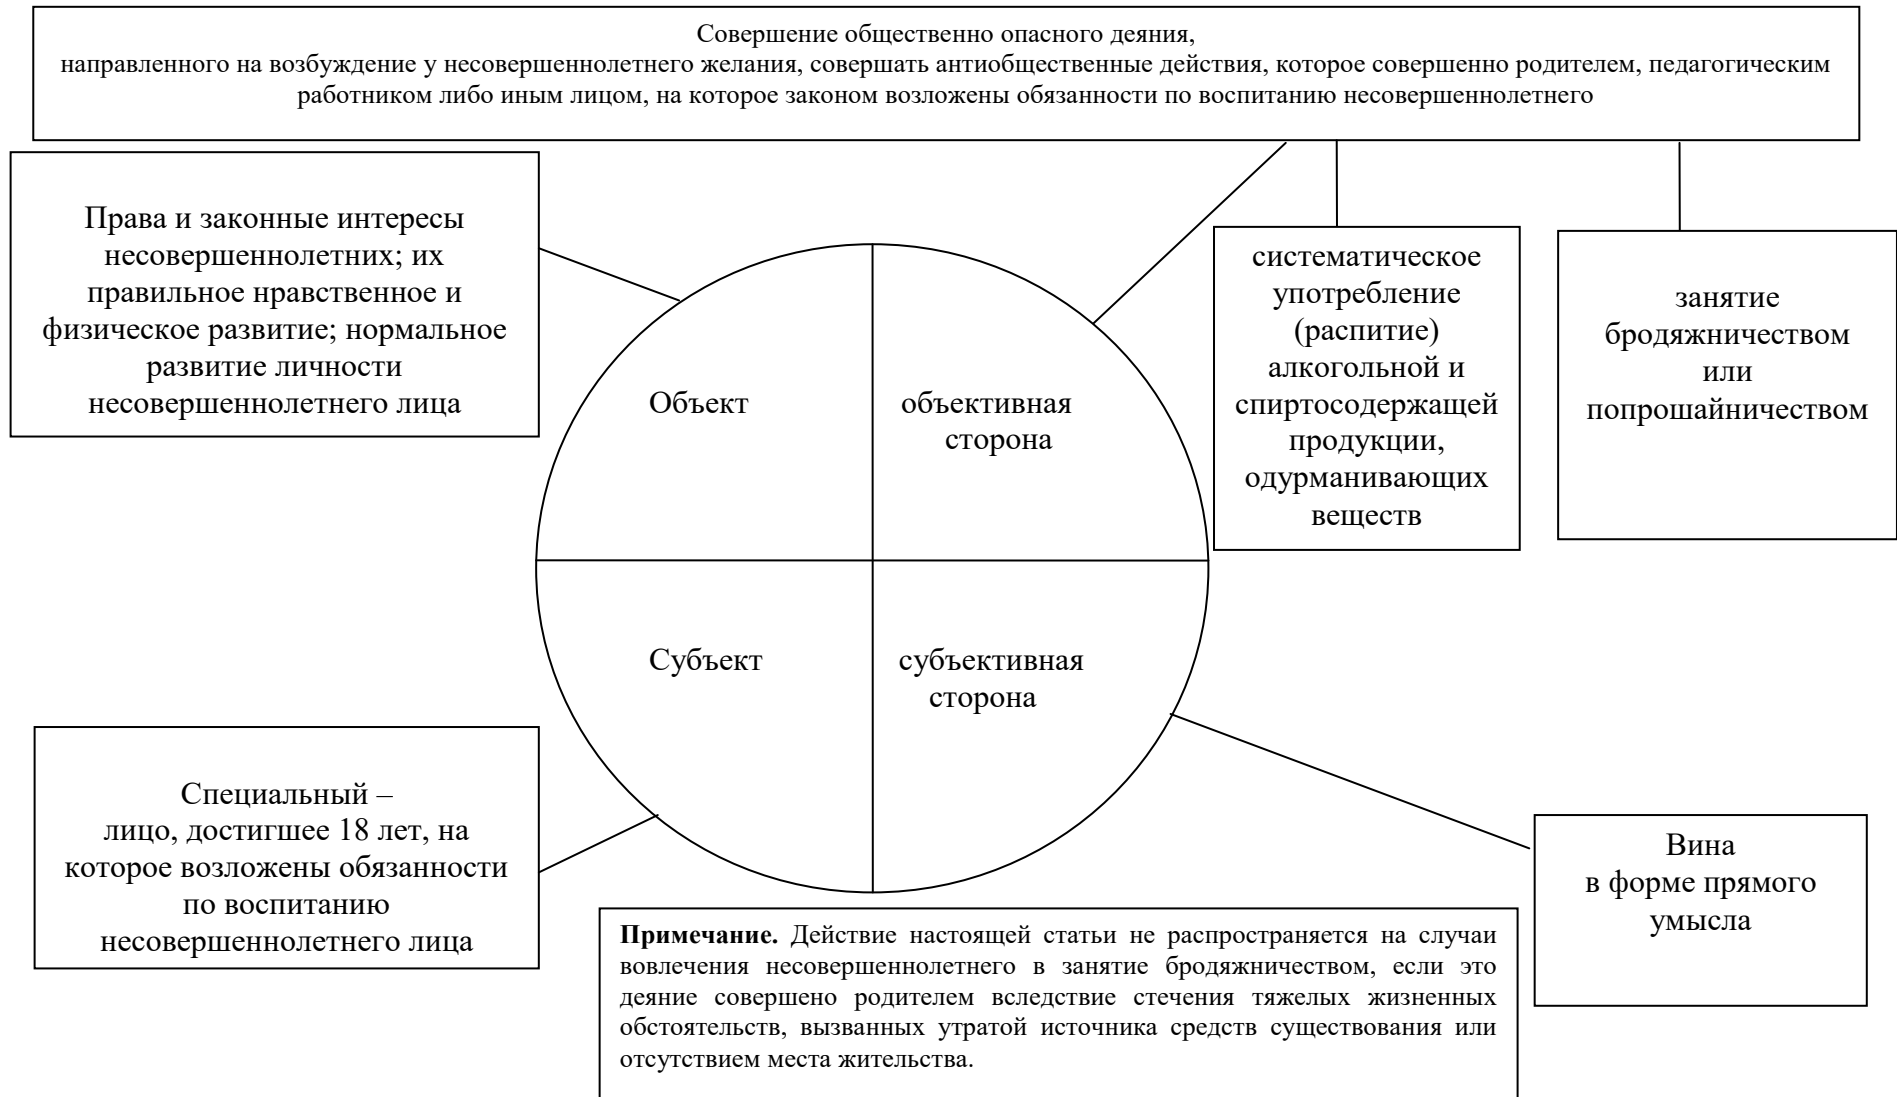 Совершение общественно опасного деяния,
направленного на возбуждение у несовершеннолетнего желания, совершать антиобщественные действия, которое совершенно родителем, педагогическим
работником либо иным лицом, на которое законом возложены обязанности по воспитанию несовершеннолетнего
Права и законные интересы
несовершеннолетних; их
правильное нравственное и
физическое развитие; нормальное
развитие личности
несовершеннолетнего лица
систематическое
употребление
(распитие)
алкогольной и
спиртосодержащей
продукции,
одурманивающих
веществ
занятие
бродяжничеством
или
попрошайничеством
Объект
объективная
сторона
Субъект
субъективная
сторона
Специальный –
лицо, достигшее 18 лет, на
которое возложены обязанности
по воспитанию
несовершеннолетнего лица
Вина
в форме прямого
умысла
Примечание. Действие настоящей статьи не распространяется на случаи
вовлечения несовершеннолетнего в занятие бродяжничеством, если это
деяние совершено родителем вследствие стечения тяжелых жизненных
обстоятельств, вызванных утратой источника средств существования или
отсутствием места жительства.